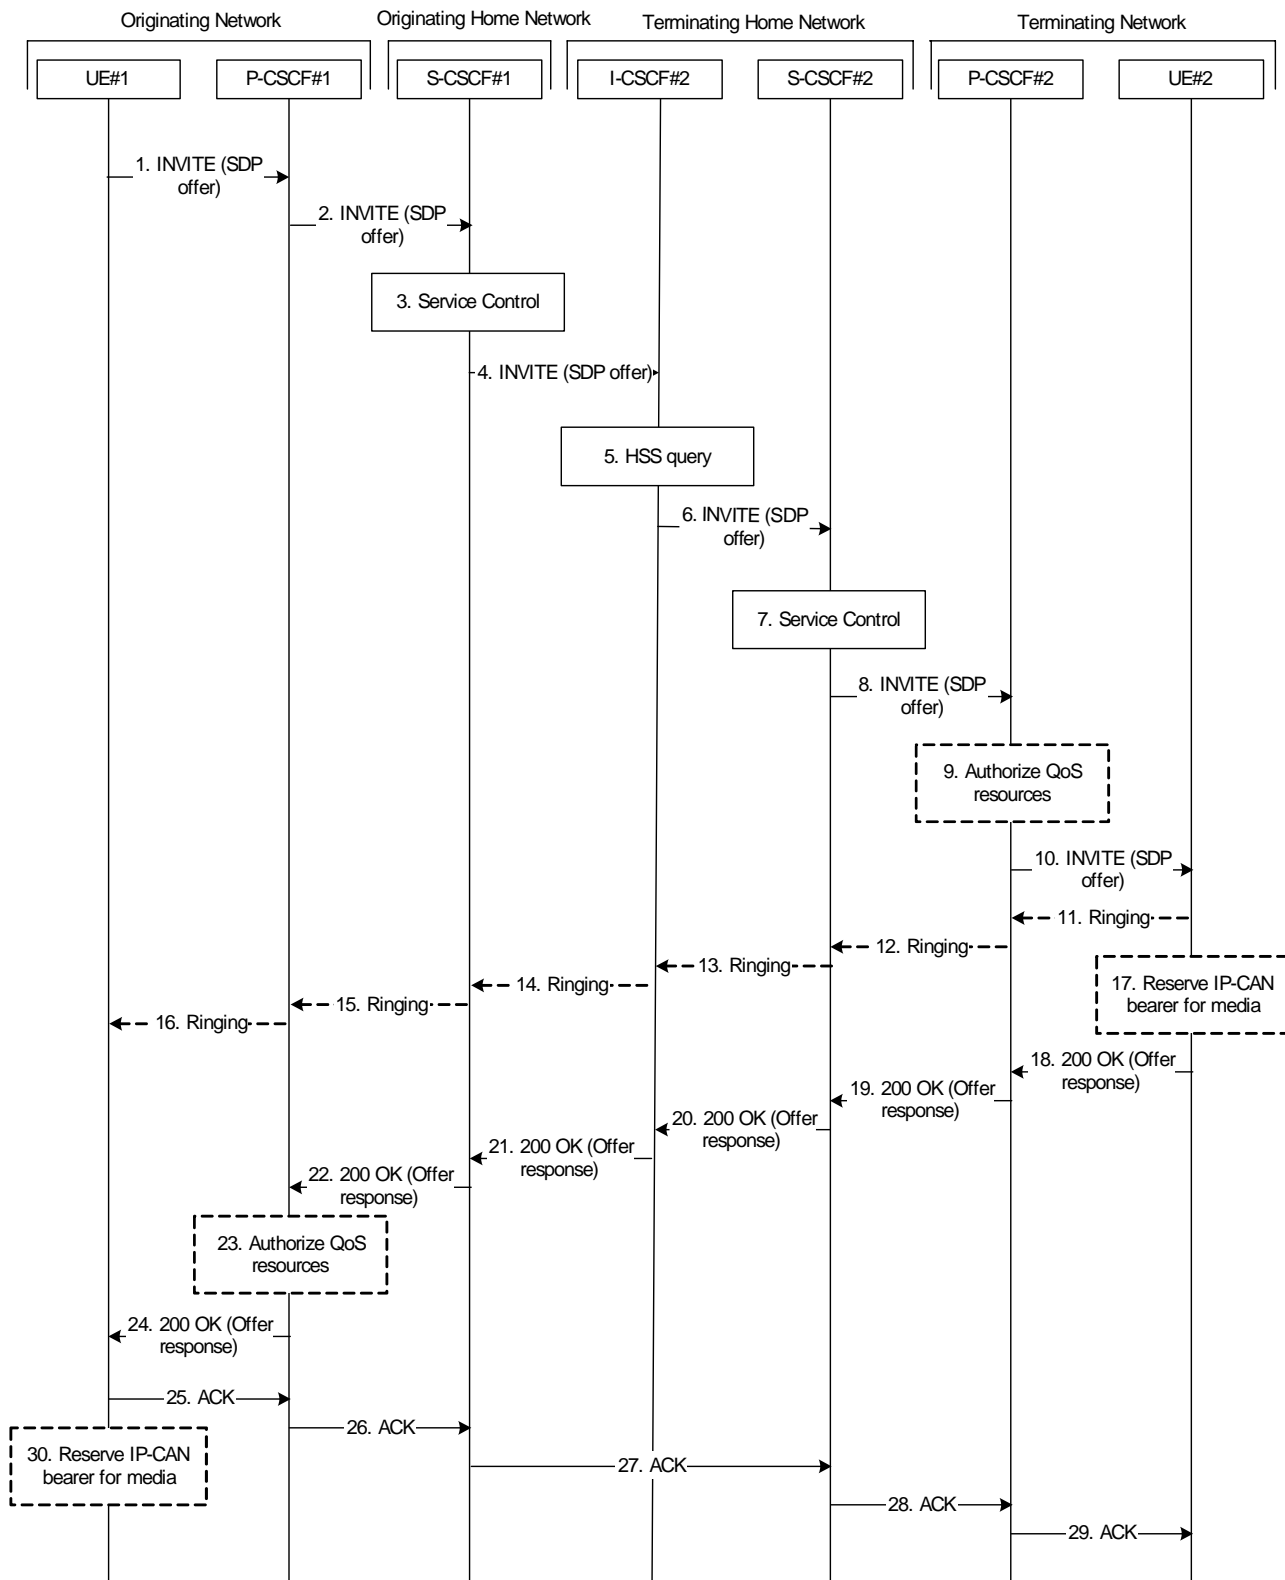 Originating Network
Originating Home Network
Terminating Home Network
Terminating Network
UE#1
P-CSCF#1
S-CSCF#1
I-CSCF#2
S-CSCF#2
P-CSCF#2
UE#2
1. INVITE (SDP
offer)
2. INVITE (SDP
offer)
3. Service Control
4. INVITE (SDP offer)
5. HSS query
6. INVITE (SDP
offer)
7. Service Control
8. INVITE (SDP
offer)
9. Authorize QoS
resources
10. INVITE (SDP
offer)
11. Ringing
12. Ringing
13. Ringing
14. Ringing
15. Ringing
16. Ringing
17. Reserve IP-CAN
bearer for media
18. 200 OK (Offer
response)
19. 200 OK (Offer
response)
20. 200 OK (Offer
response)
21. 200 OK (Offer
response)
22. 200 OK (Offer
response)
23. Authorize QoS
resources
24. 200 OK (Offer
response)
25. ACK
26. ACK
30. Reserve IP-CAN
bearer for media
27. ACK
28. ACK
29. ACK